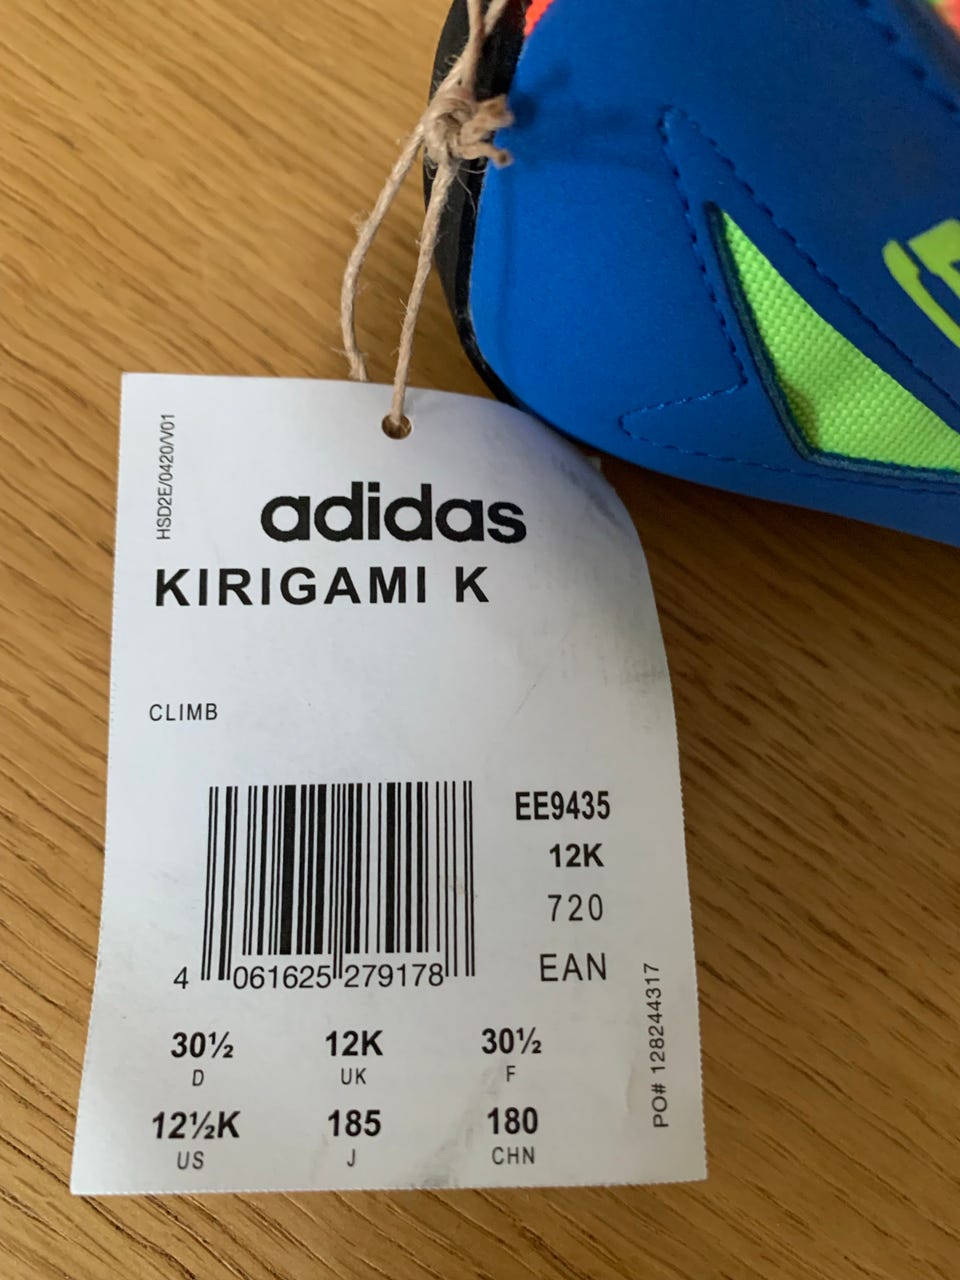 HSD2E/0420/V01
adidas
KIRIGAMI K
CLIMB
EE9435
12K
720
EAN
4 061625 279178
PO# 128244317
30½ 12K 30½
D UK F
12½K 185 180
US J CHN